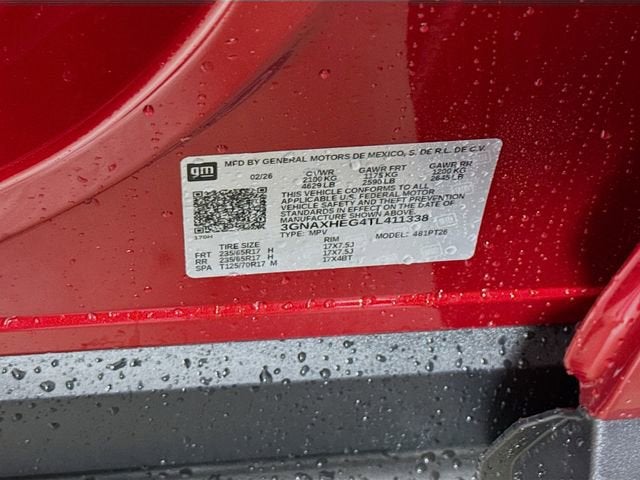 gm MFD BY GENERAL MOTORS DE MEXICO, S. DE R.L. DE C.V.
02/26 GVWR GAWR FRT GAWR RR
2100 KG 1175 KG 1200 KG
4629 LB 2590 LB 2645 LB
THIS VEHICLE CONFORMS TO ALL
APPLICABLE U.S. FEDERAL MOTOR
VEHICLE SAFETY AND THEFT PREVENTION
STANDARDS IN EFFECT ON THE DATE OF
MANUFACTURE SHOWN ABOVE.
3GNAXHEG4TL411338
TYPE: MPV MODEL: 481PT26
TIRE SIZE RIM
FRT 235/65R17 H 17X7.5J
RR 235/65R17 H 17X7.5J
SPA T125/70R17 M 17X4BT